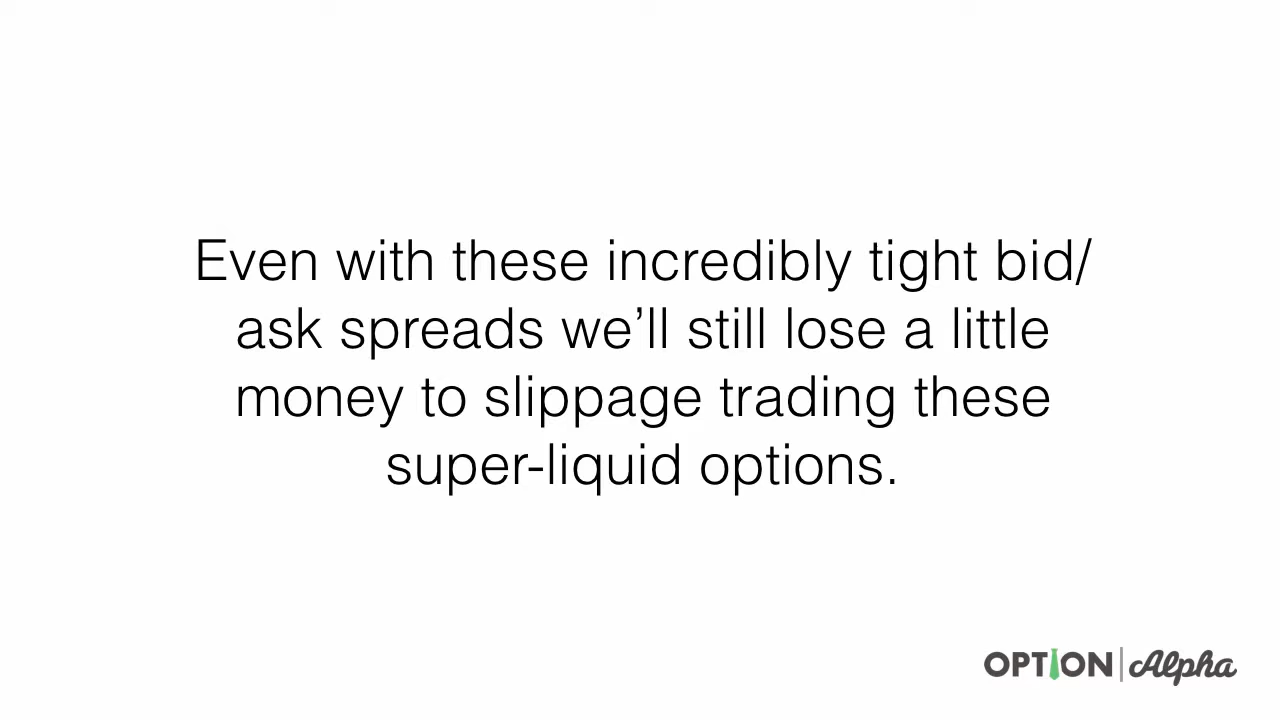 Even with these incredibly tight bid/
ask spreads we’ll still lose a little
money to slippage trading these
super-liquid options.
OPTION | Alpha